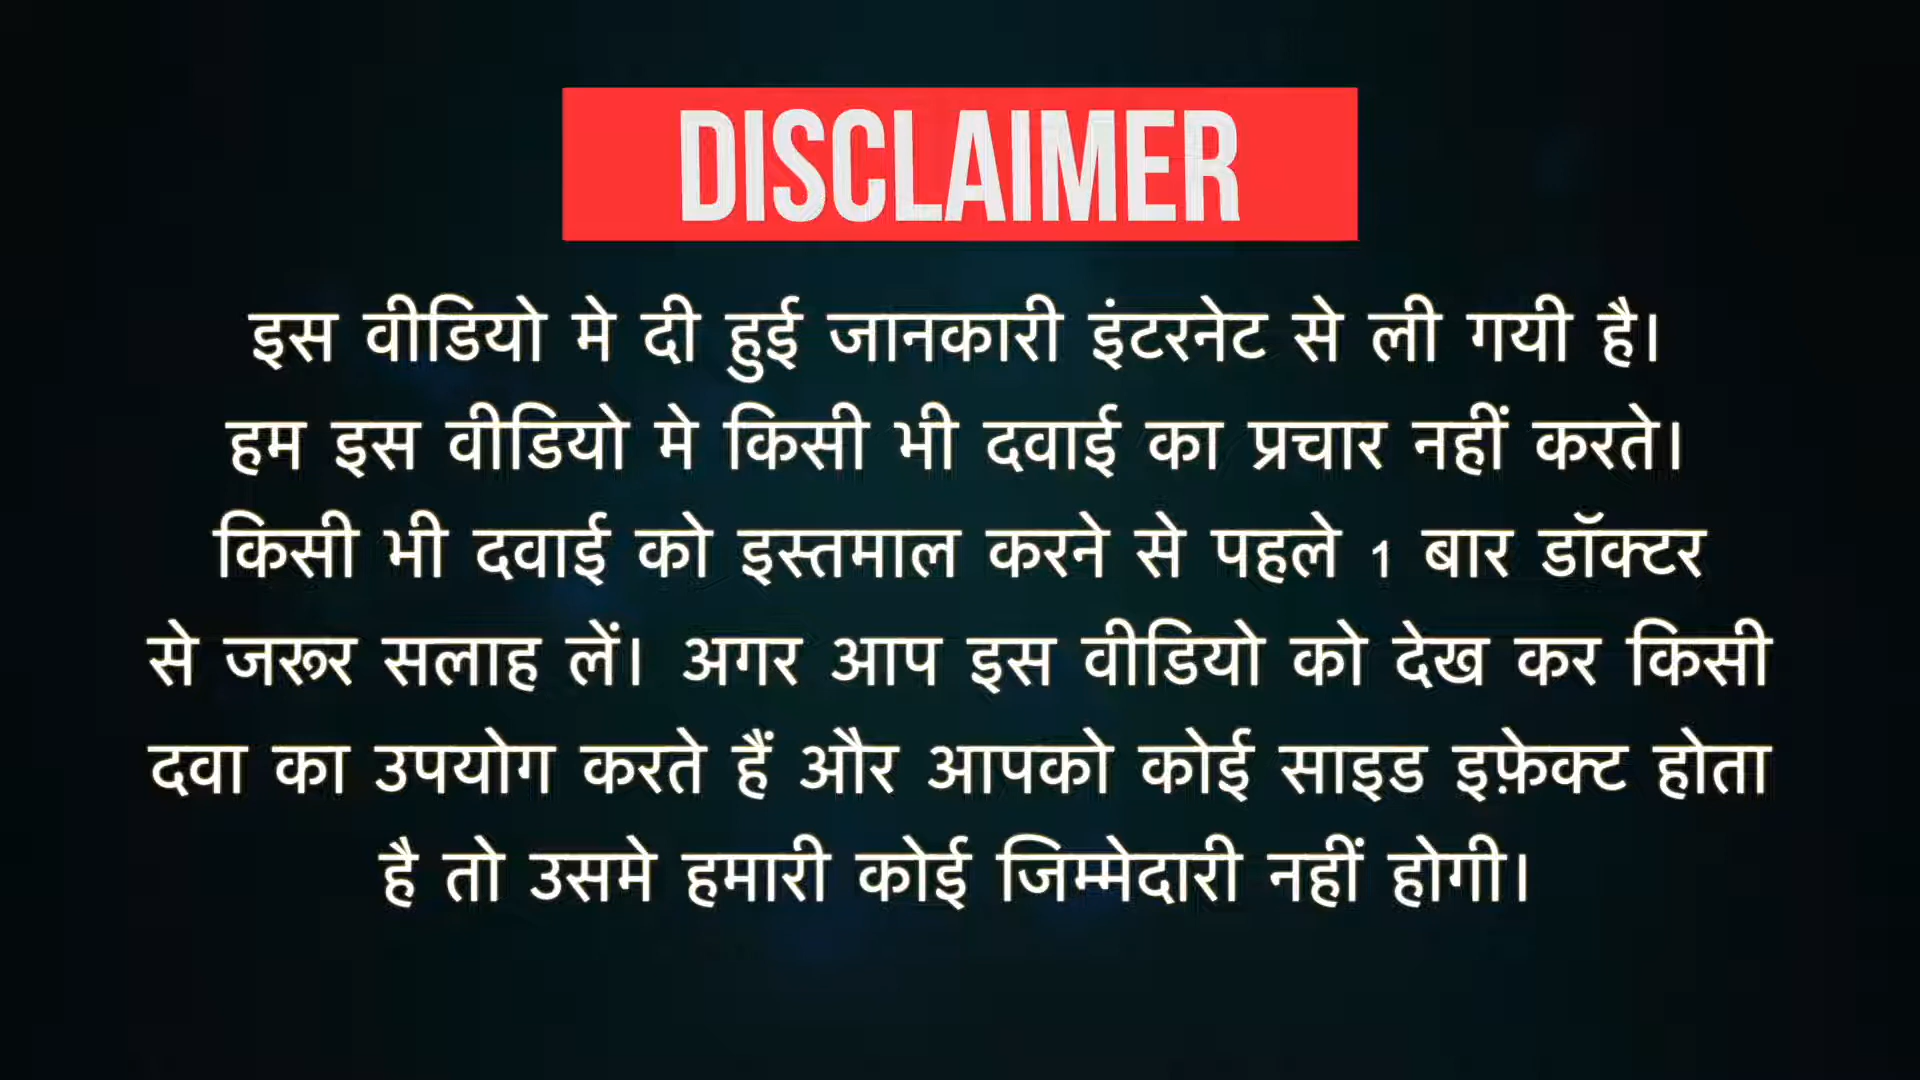 DISCLAIMER
इस वीडियो मे दी हुई जानकारी इंटरनेट से ली गयी है।
हम इस वीडियो मे किसी भी दवाई का प्रचार नहीं करते।
किसी भी दवाई को इस्तमाल करने से पहले 1 बार डॉक्टर
से जरूर सलाह लें। अगर आप इस वीडियो को देख कर किसी
दवा का उपयोग करते हैं और आपको कोई साइड इफ़ेक्ट होता
है तो उसमे हमारी कोई जिम्मेदारी नहीं होगी।